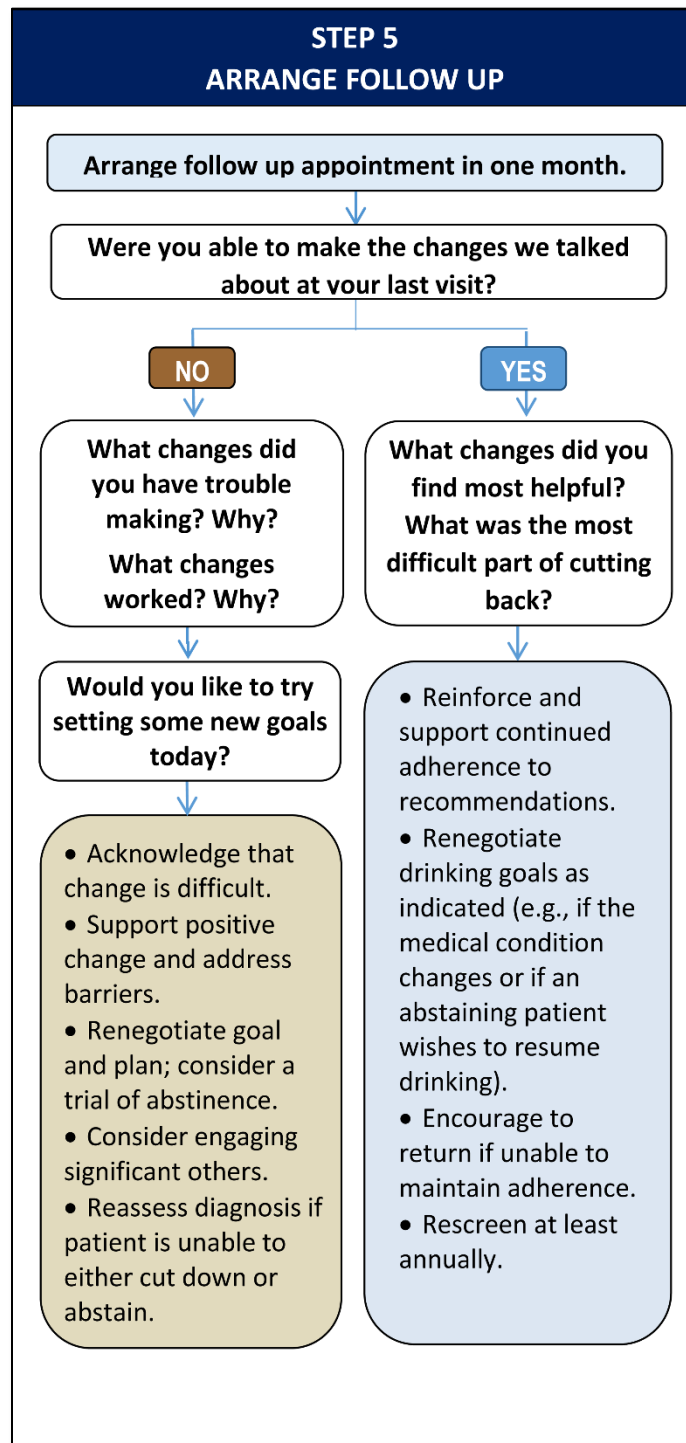 STEP 5
ARRANGE FOLLOW UP
Arrange follow up appointment in one month.
Were you able to make the changes we talked
about at your last visit?
NO
What changes did
you have trouble
making? Why?
What changes
worked? Why?
Would you like to try
setting some new goals
today?
• Acknowledge that
change is difficult.
• Support positive
change and address
barriers.
• Renegotiate goal
and plan; consider a
trial of abstinence.
• Consider engaging
significant others.
• Reassess diagnosis if
patient is unable to
either cut down or
abstain.
YES
What changes did you
find most helpful?
What was the most
difficult part of cutting
back?
• Reinforce and
support continued
adherence to
recommendations.
• Renegotiate
drinking goals as
indicated (e.g., if the
medical condition
changes or if an
abstaining patient
wishes to resume
drinking).
• Encourage to
return if unable to
maintain adherence.
• Rescreen at least
annually.